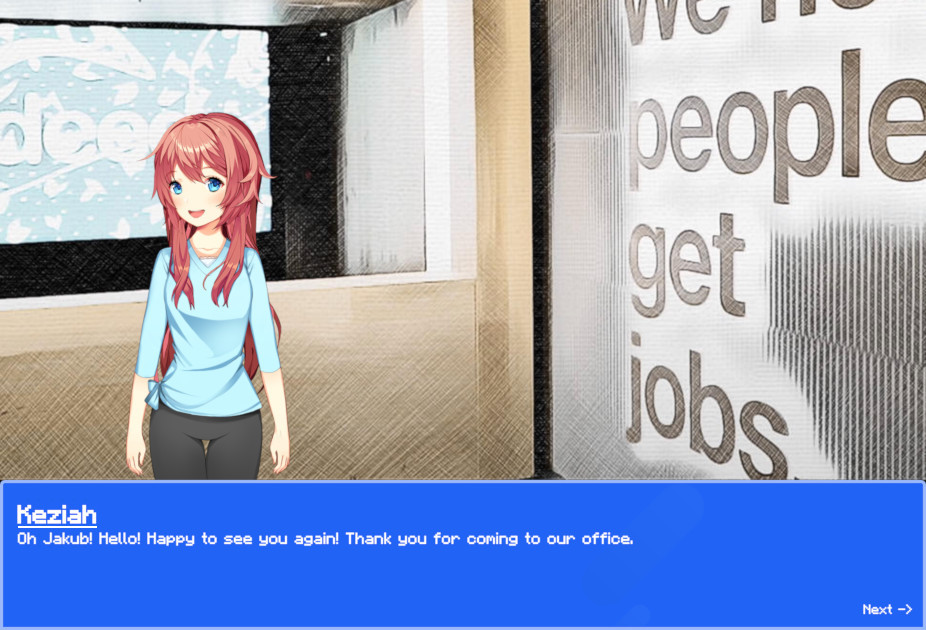 we
people
get
jobs
Keziah
Oh Jakub! Hello! Happy to see you again! Thank you for coming to our office.
Next ->